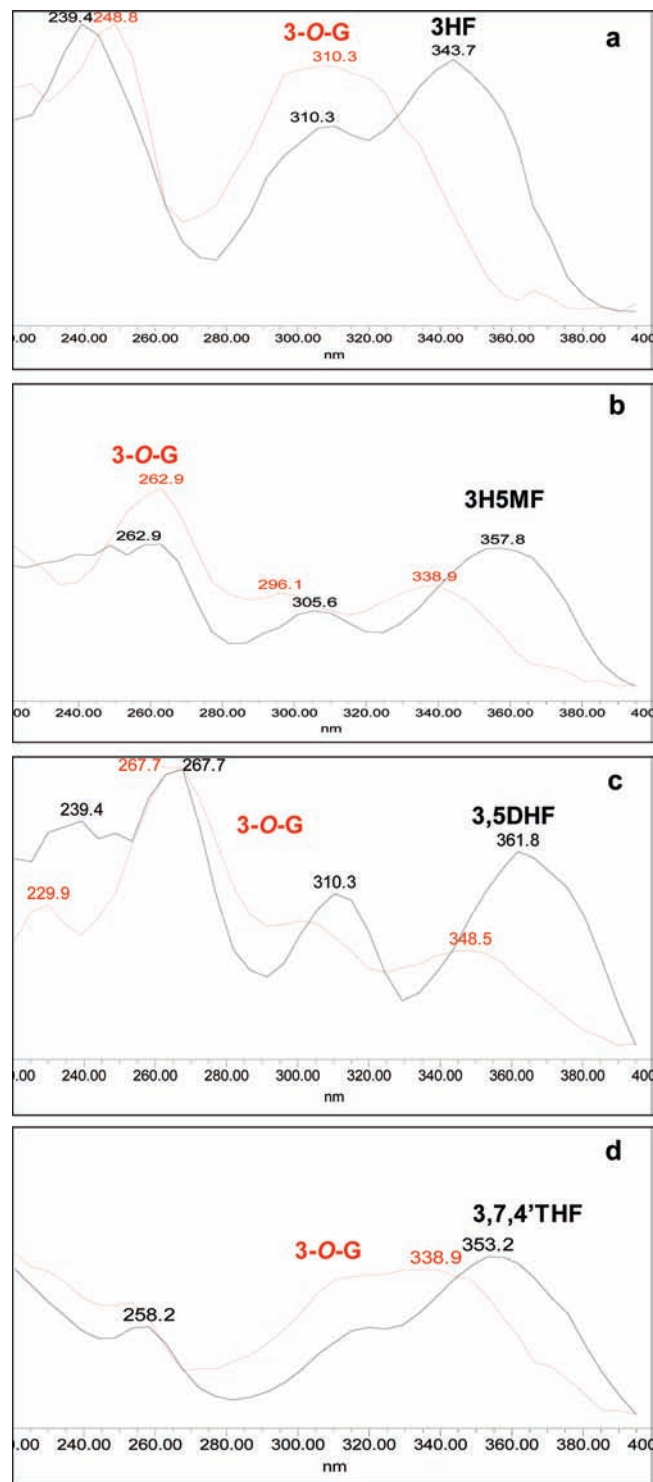 239.4 248.8 3-O-G 3HF a
310.3 343.7
310.3
0.00 240.00 260.00 280.00 300.00 320.00 340.00 360.00 380.00 400
nm
b
3-O-G
262.9 3H5MF
262.9 357.8
296.1 338.9
305.6
00 240.00 260.00 280.00 300.00 320.00 340.00 360.00 380.00 400
nm
267.7 267.7 c
239.4 3-O-G 3,5DHF
361.8
229.9 310.3
348.5
0.00 240.00 260.00 280.00 300.00 320.00 340.00 360.00 380.00 400
nm
d
3,7,4'THF
3-O-G 338.9 353.2
258.2
0.00 240.00 260.00 280.00 300.00 320.00 340.00 360.00 380.00 400
nm